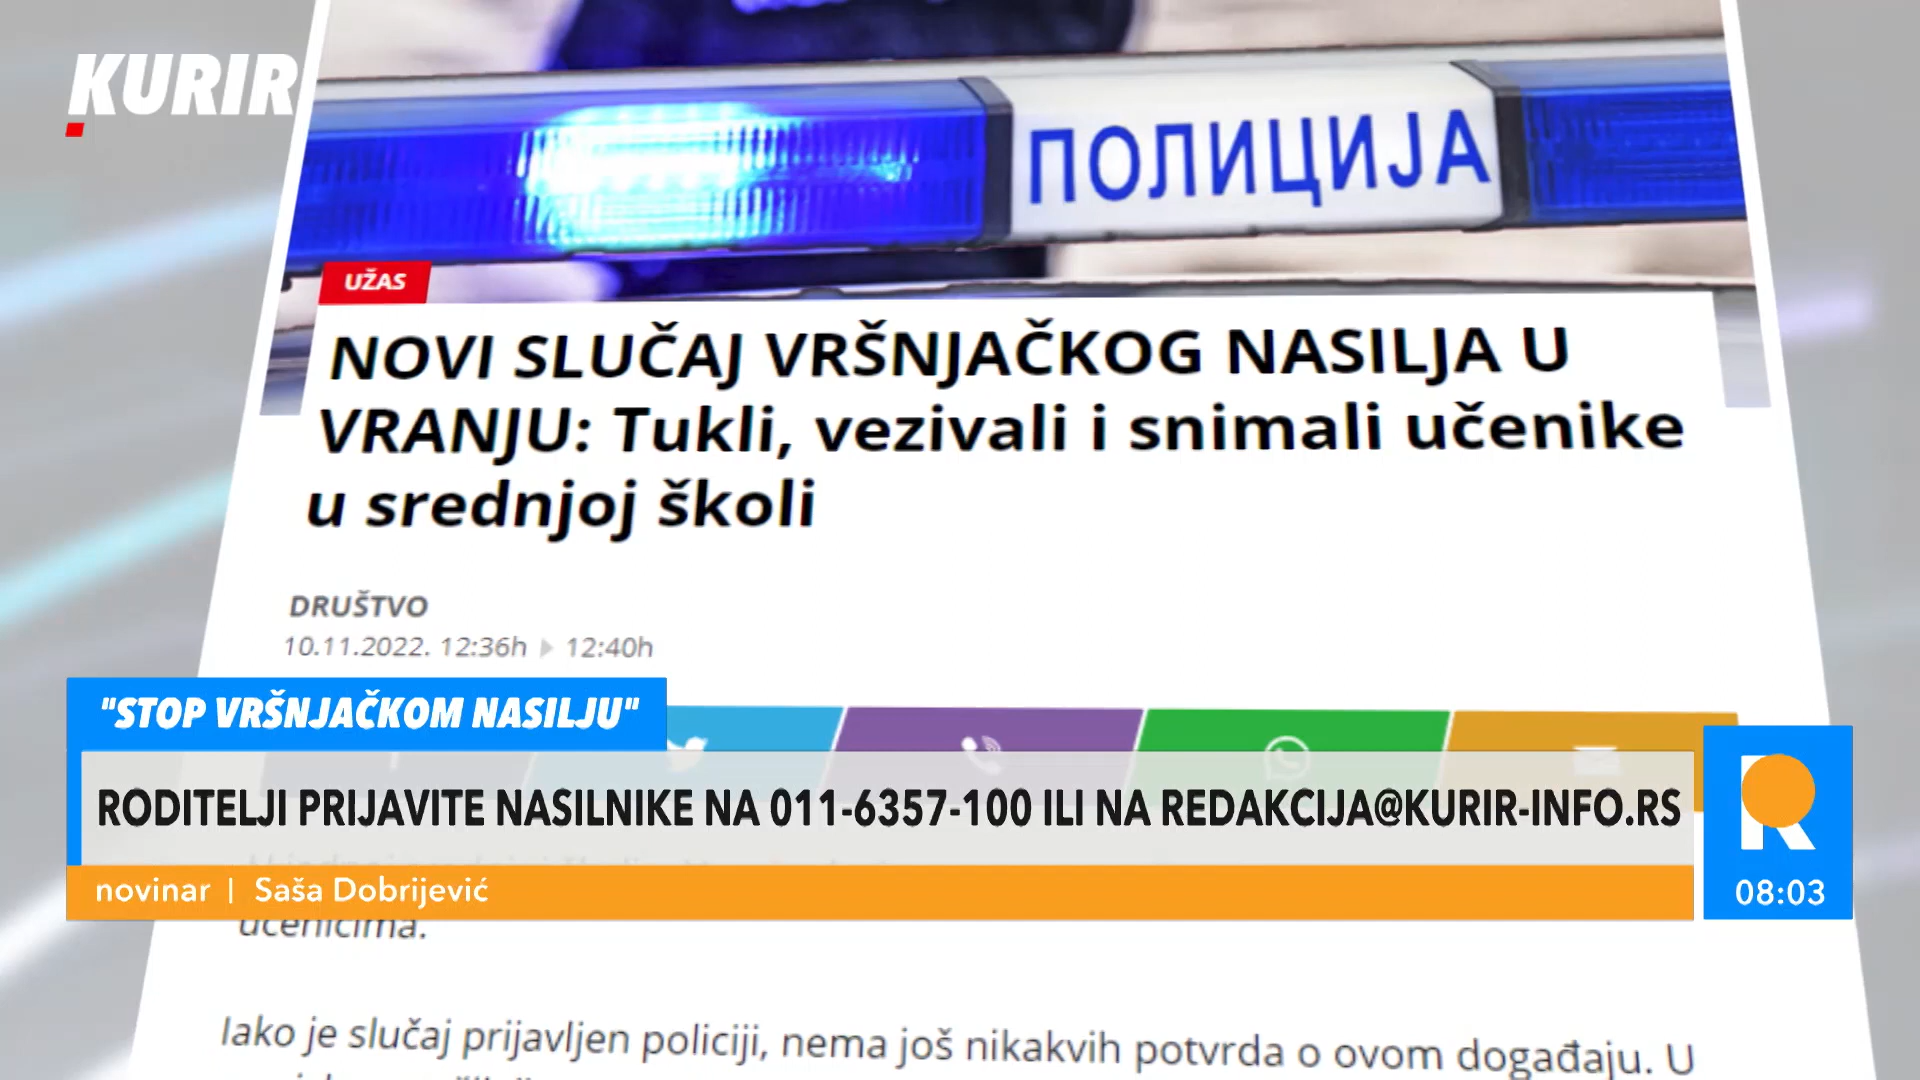 KURIR
ПОЛИЦИЈА
UŽAS
NOVI SLUČAJ VRŠNJAČKOG NASILJA U
VRANJU: Tukli, vezivali i snimali učenike
u srednjoj školi
DRUŠTVO
10.11.2022. 12:36h 12:40h
"STOP VRŠNJAČKOM NASILJU"
RODITELJI PRIJAVITE NASILNIKE NA 011-6357-100 ILI NA REDAKCIJA@KURIR-INFO.RS
novinar | Saša Dobrijević
R
08:03
učenicima.
Iako je slučaj prijavljen policiji, nema još nikakvih potvrda o ovom događaju. U